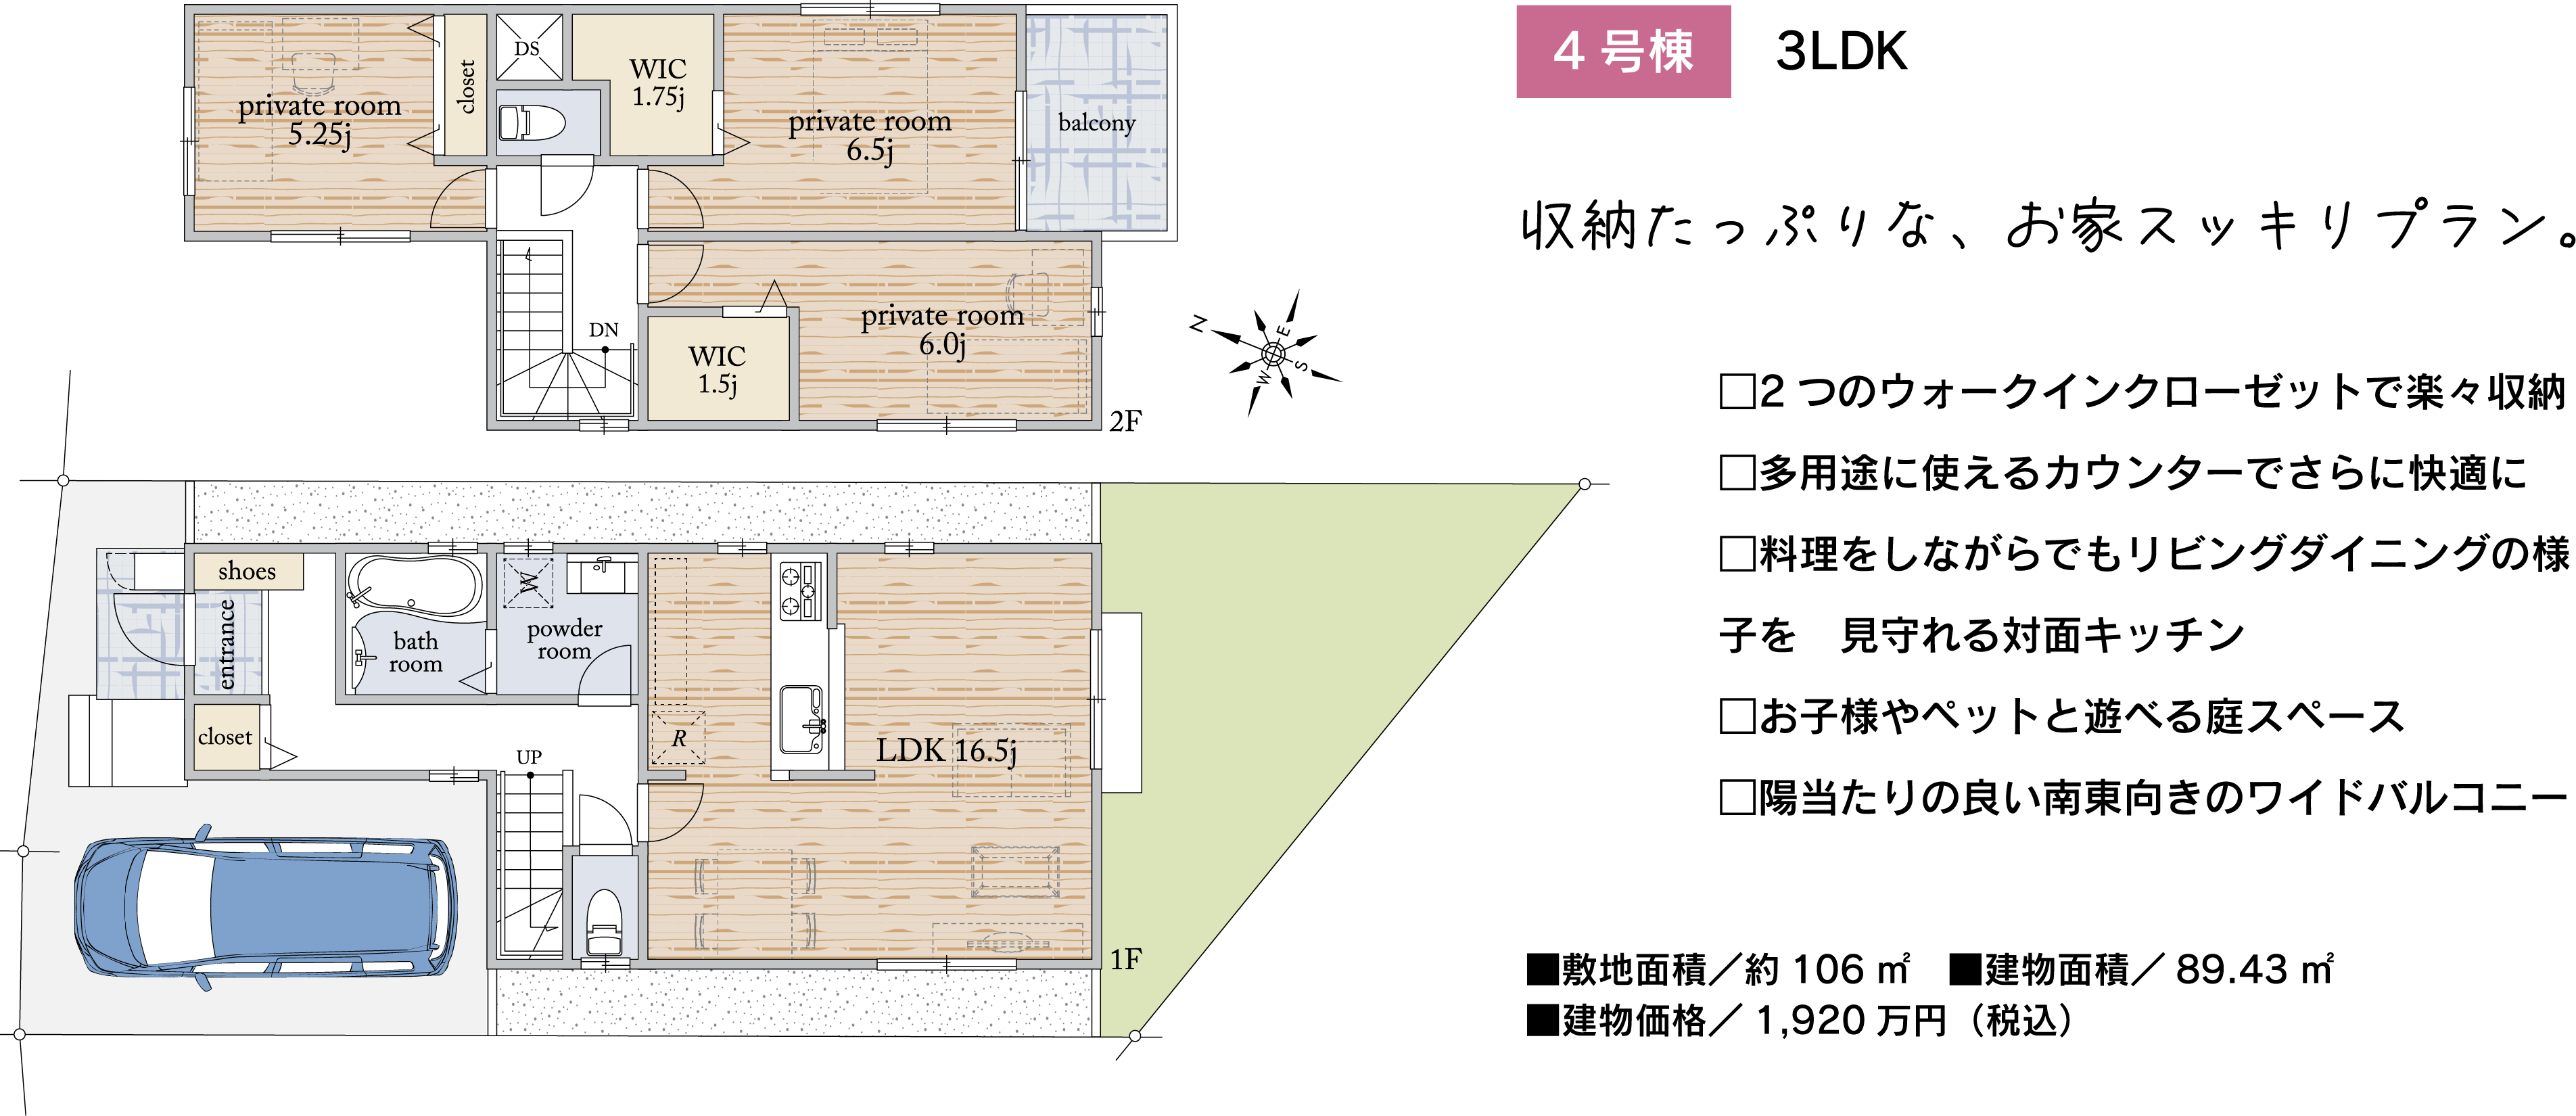 4 号棟 3LDK
収納たっぷりな、お家スッキリプラン。
□2 つのウォークインクローゼットで楽々収納
□多用途に使えるカウンターでさらに快適に
□料理をしながらでもリビングダイニングの様
子を　見守れる対面キッチン
□お子様やペットと遊べる庭スペース
□陽当たりの良い南東向きのワイドバルコニー
■敷地面積／約 106 ㎡　■建物面積／ 89.43 ㎡
■建物価格／ 1,920 万円（税込）
private room
5.25j
closet
DS
WIC
1.75j
private room
6.5j
balcony
private room
6.0j
WIC
1.5j
DN
2F
N
E
S
W
shoes
entrance
closet
bath
room
W
powder
room
UP
R
LDK 16.5j
1F